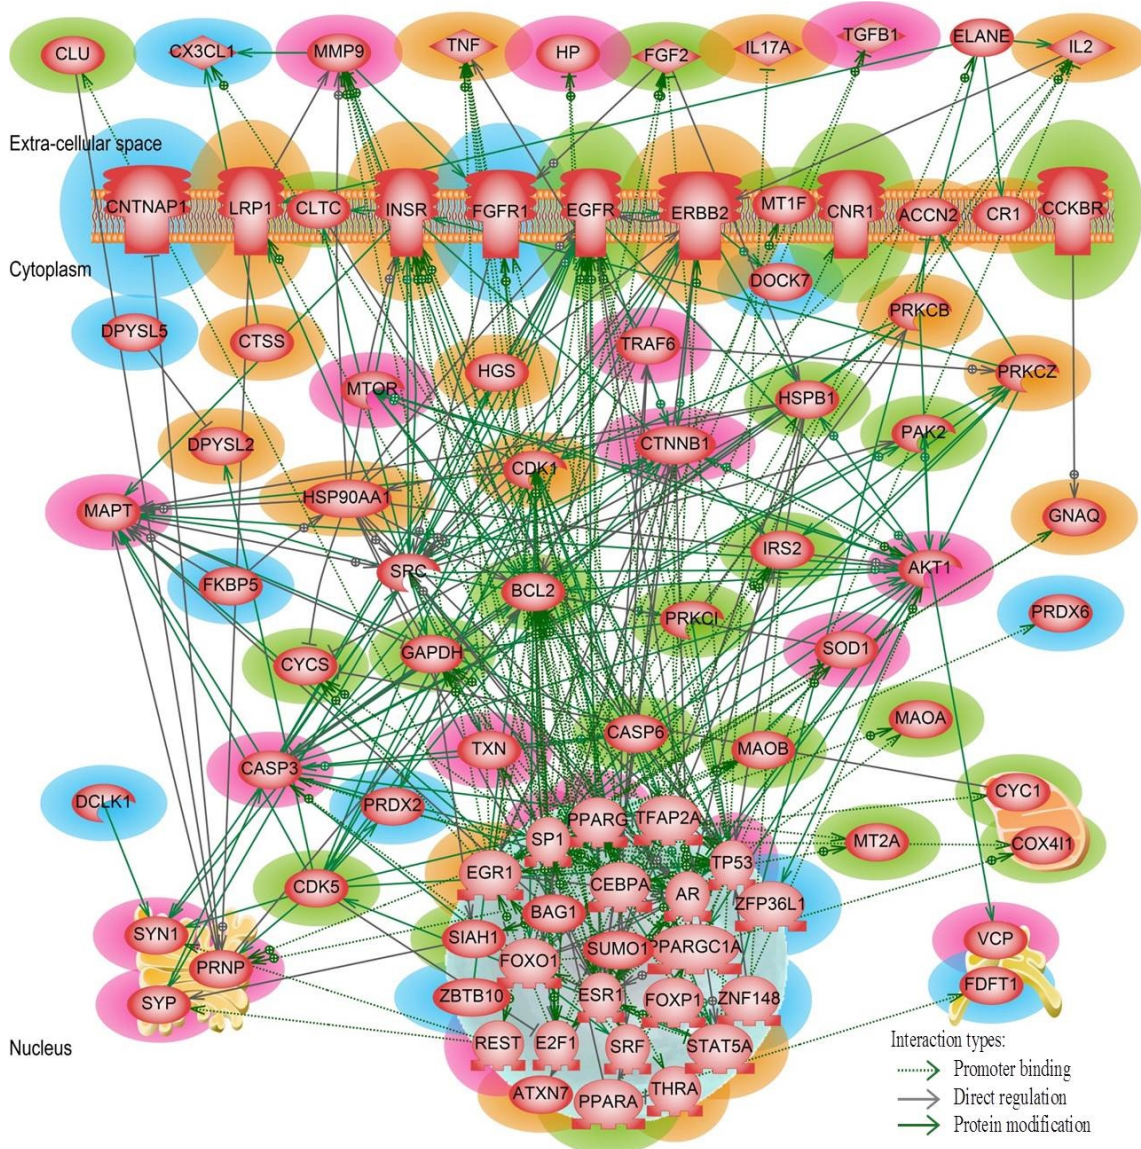 CLU CX3CL1 MMP9 TNF HP FGF2 IL17A TGFB1 ELANE IL2
Extra-cellular space
CNTNAP1 LRP1 CLTC INSR FGFR1 EGFR ERBB2 MT1F CNR1 ACCN2 CR1 CCKBR
Cytoplasm
DOCK7
DPYSL5 CTSS TRAF6 PRKCB
MTOR HGS HSPB1 PRKCZ
DPYSL2 CDK1 CTNNB1 PAK2
MAPT HSP90AA1 GNAQ
FKBP5 SRC BCL2 IRS2 AKT1
PRKCI PRDX6
CYCS GAPDH SOD1
CASP3 TXN CASP6 MAOB MAOA
DCLK1 PRDX2 CYC1
SP1 PPARG TFAP2A MT2A COX4I1
CDK5 EGR1 CEBPA AR TP53 ZFP36L1
BAG1
SYN1 SIAH1 SUMO1 PPARGC1A VCP
PRNP FOXO1
SYP ZBTB10 ESR1 FOXP1 ZNF148 FDFT1
Nucleus REST E2F1 SRF STAT5A
ATXN7 PPARA THRA
Interaction types:
Promoter binding
Direct regulation
Protein modification